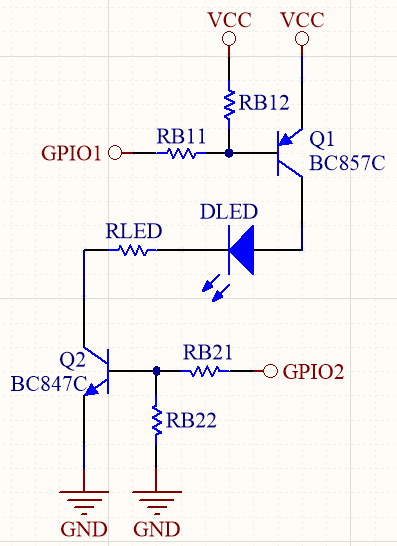 VCC VCC
RB12
RB11
GPIO1
Q1
BC857C
DLED
RLED
Q2
BC847C
RB21
GPIO2
RB22
GND GND